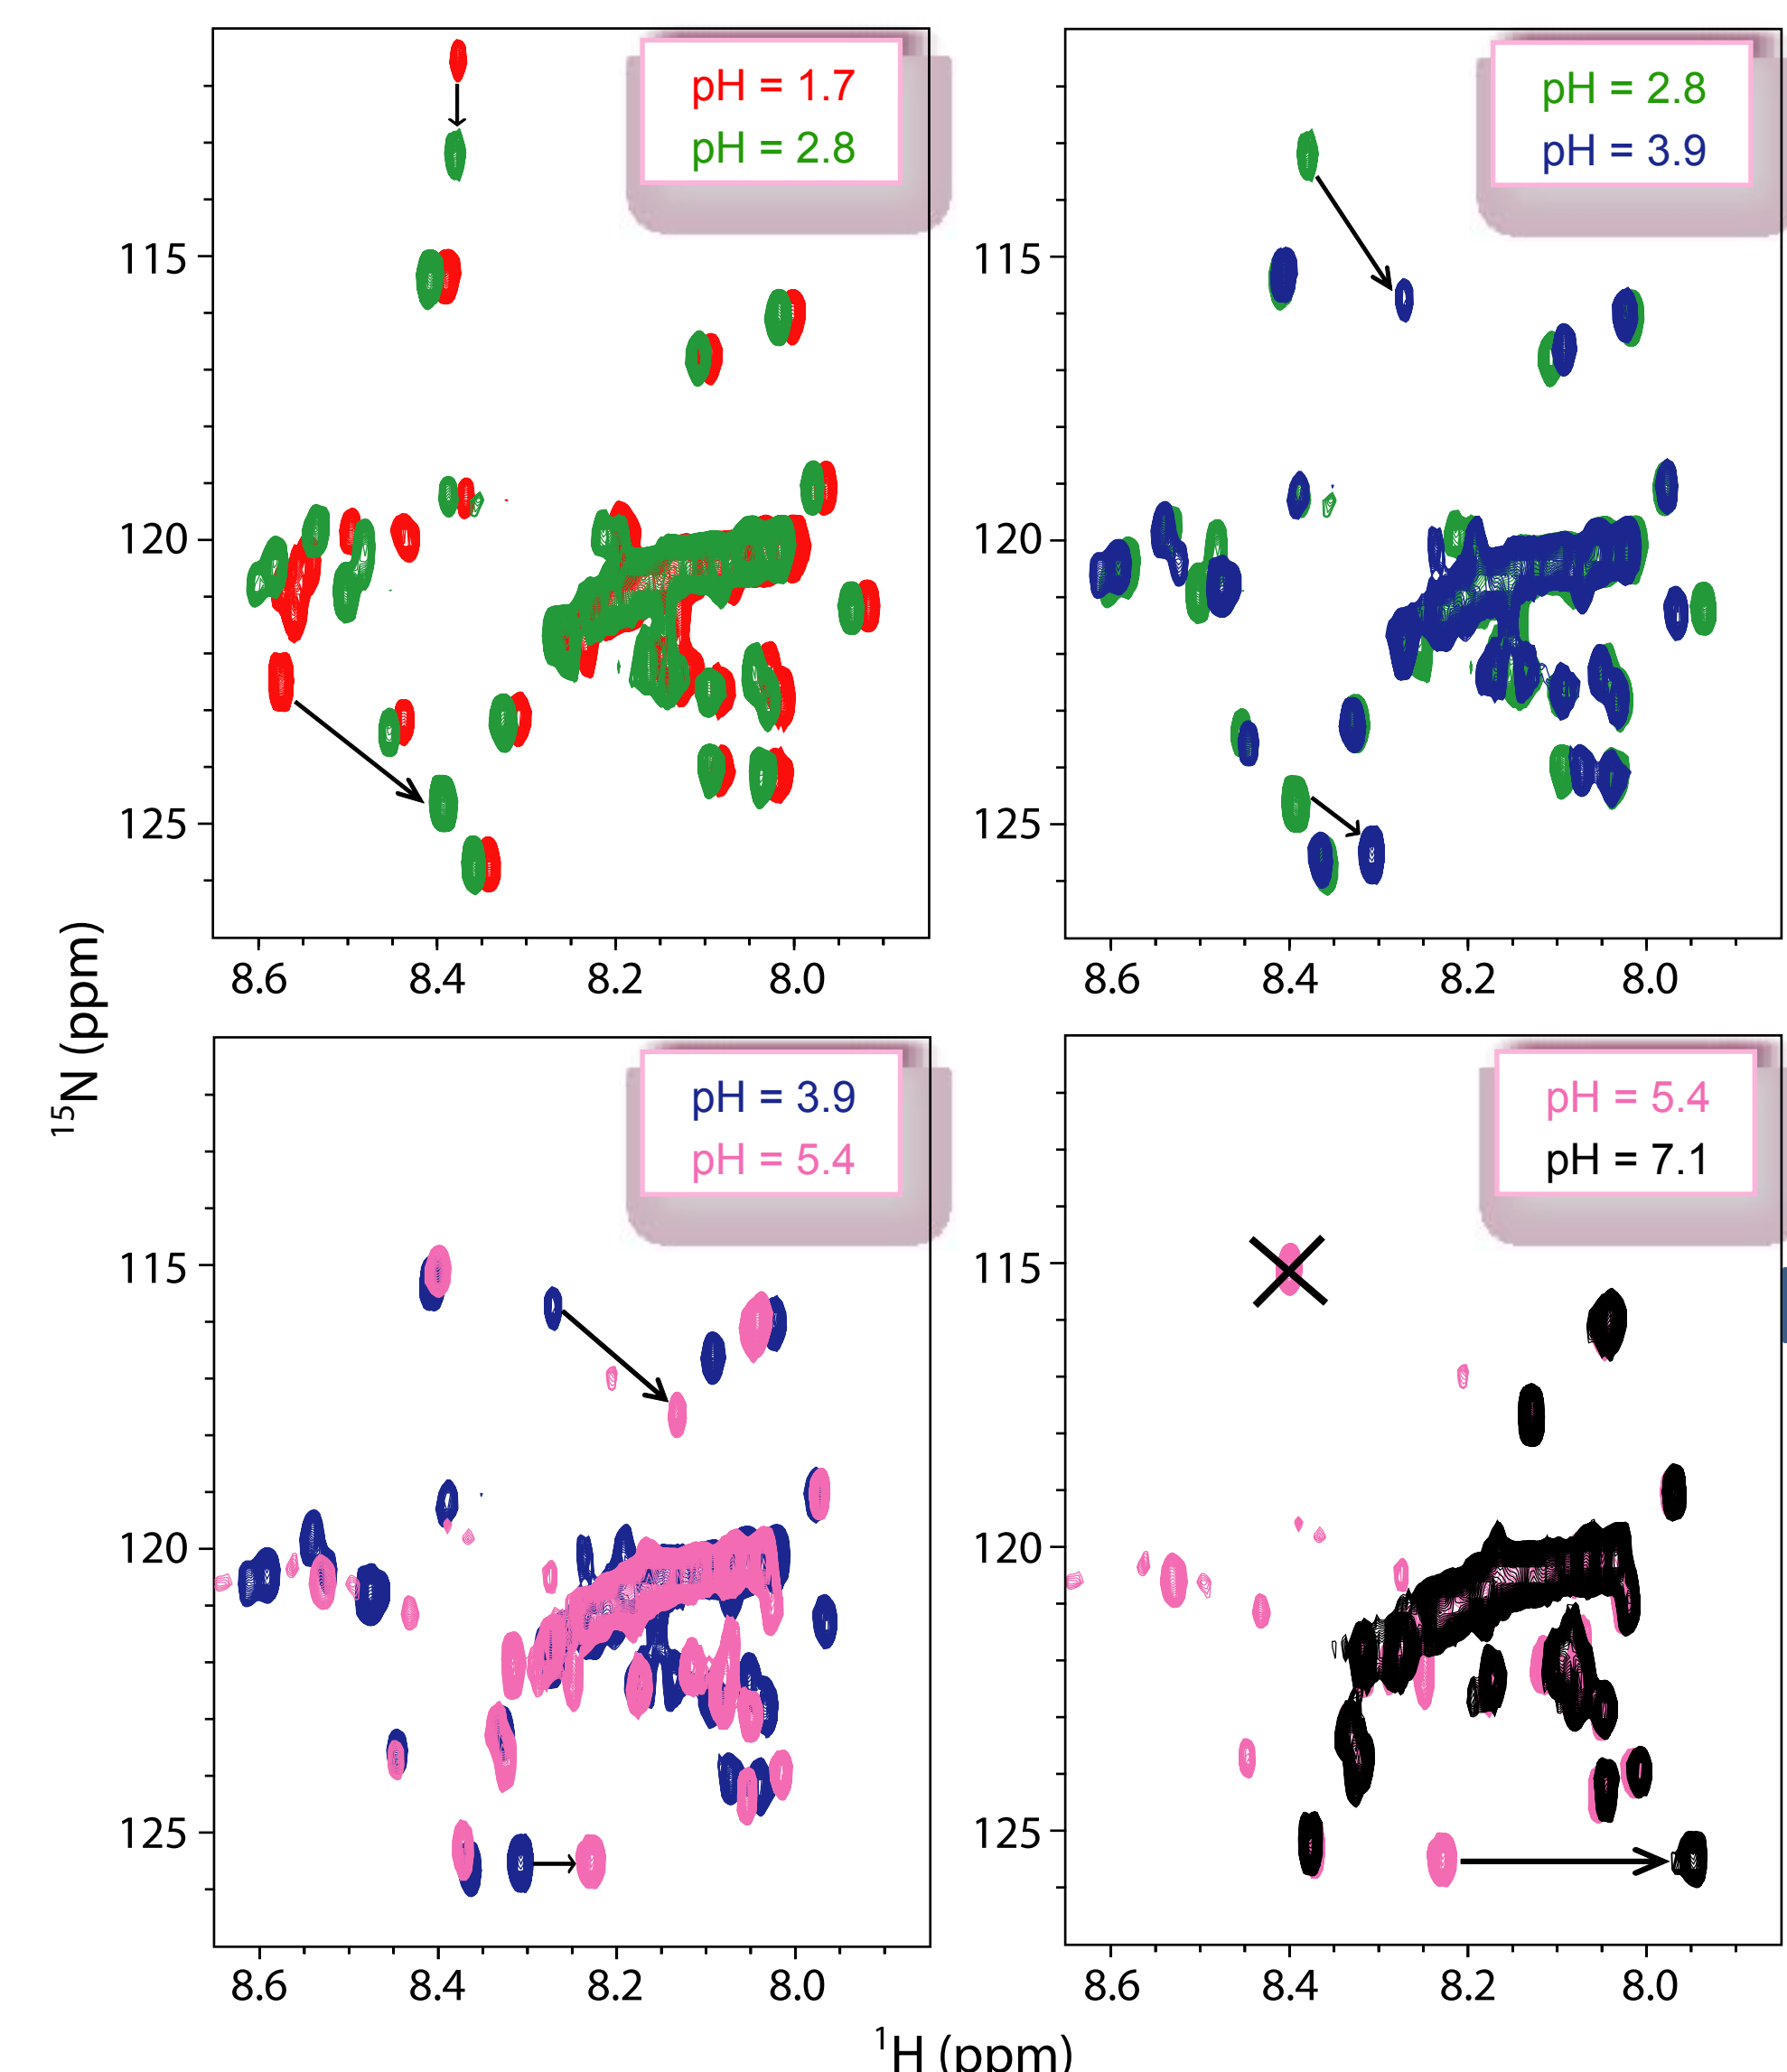 pH = 1.7
pH = 2.8
115
120
125
8.6 8.4 8.2 8.0
pH = 2.8
pH = 3.9
115
120
125
8.6 8.4 8.2 8.0
15N (ppm)
pH = 3.9
pH = 5.4
115
120
125
8.6 8.4 8.2 8.0
pH = 5.4
pH = 7.1
115
120
125
8.6 8.4 8.2 8.0
1H (ppm)